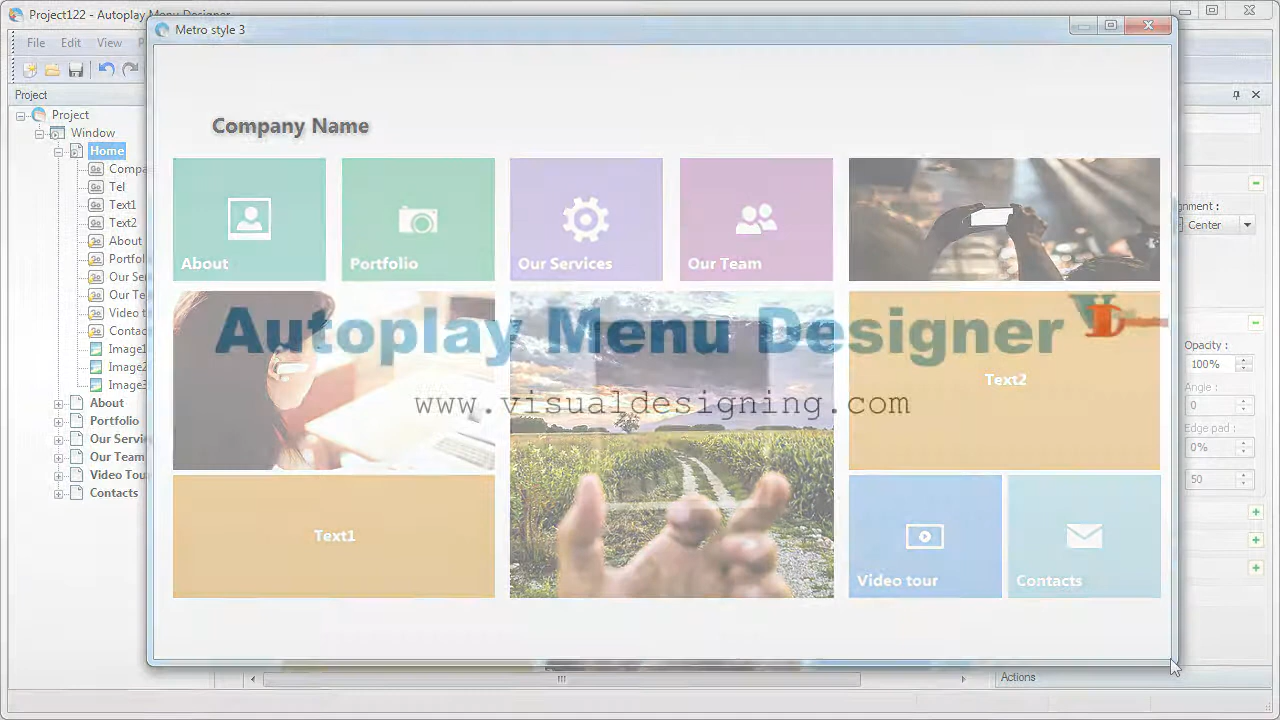 Project122 - Autoplay Menu Designer
Metro style 3
File Edit View
Project
Project
Window
Home
Tel
Text1
Text2
About
Image1
Image2
Image3
About
Portfolio
Our Team
Contacts
Company Name
About
Portfolio
Our Services
Our Team
Autoplay Menu Designer
VD
www.visualdesigning.com
Text2
Text1
Video tour
Contacts
Center
Opacity :
100%
Angle :
0
Edge pad :
0%
50
Actions